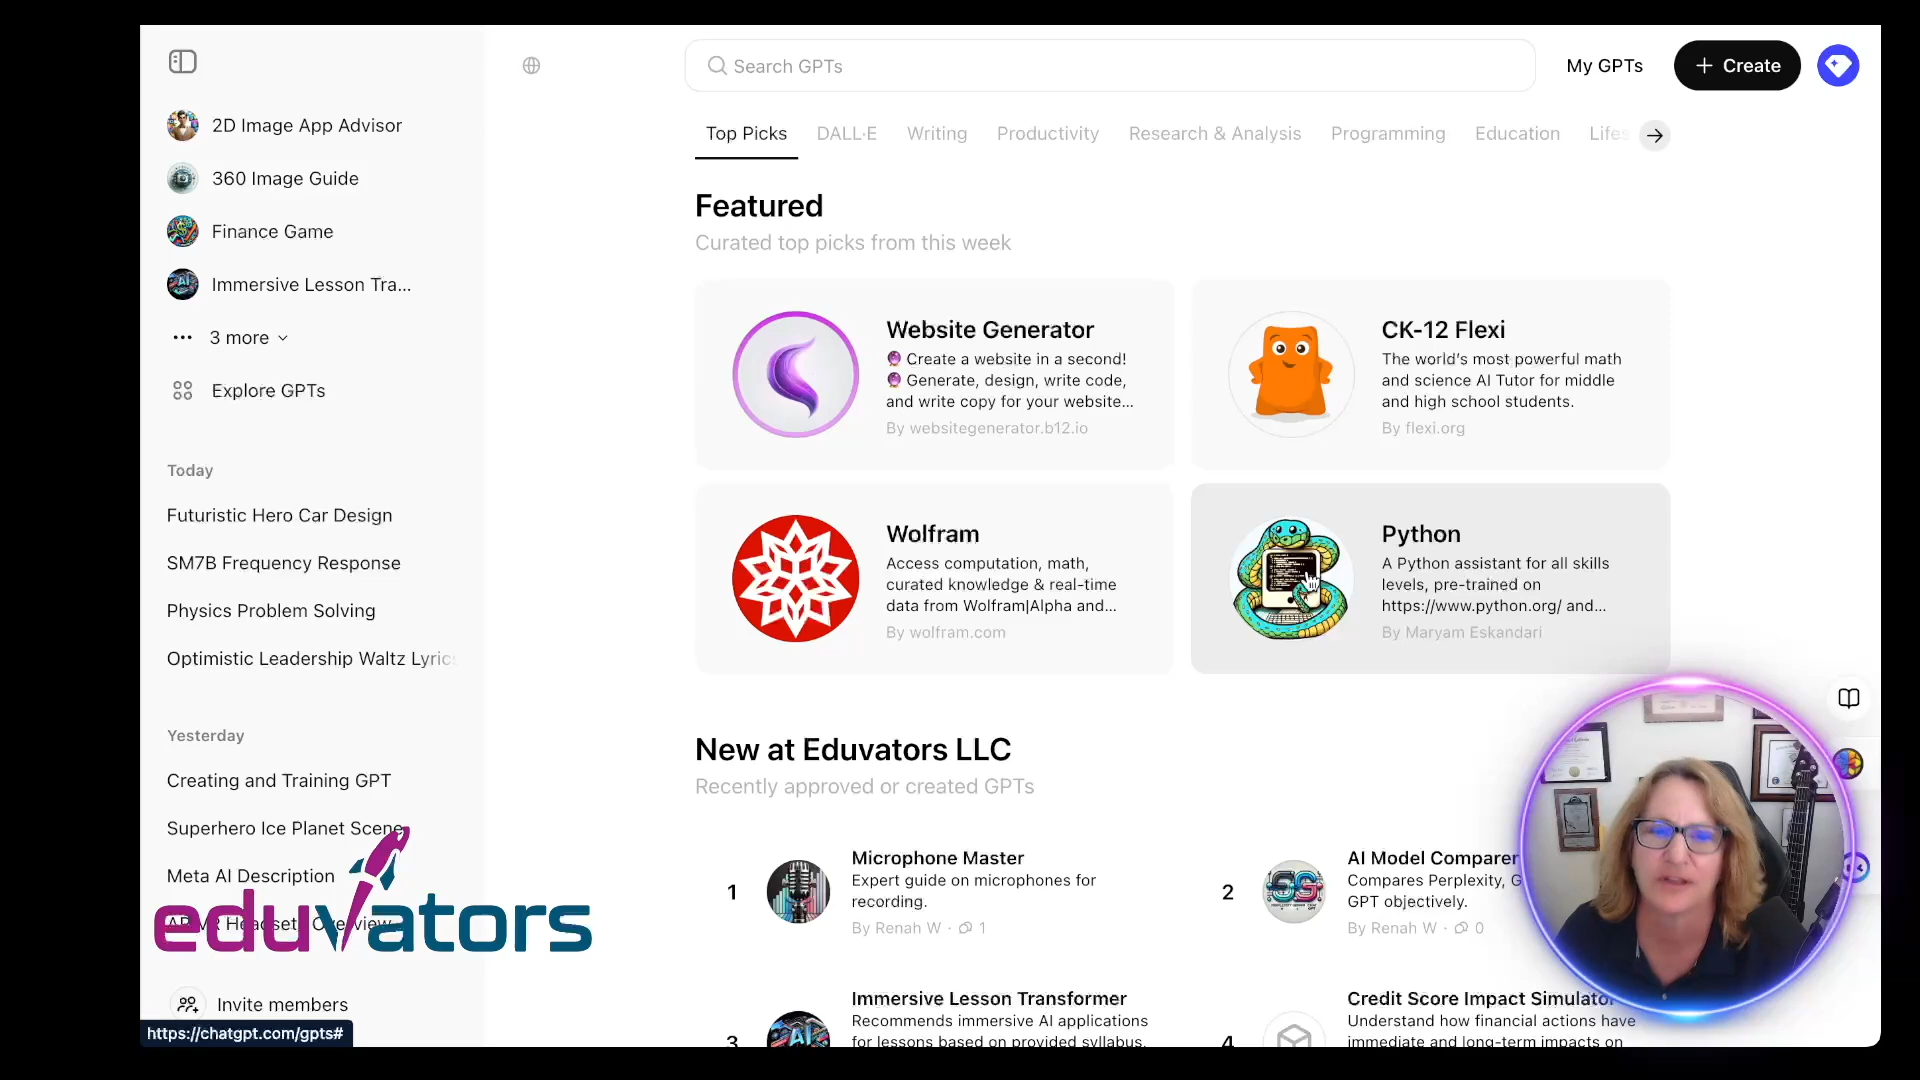 Search GPTs
My GPTs
+ Create
2D Image App Advisor
360 Image Guide
Finance Game
Immersive Lesson Tra...
3 more
Explore GPTs
Today
Futuristic Hero Car Design
SM7B Frequency Response
Physics Problem Solving
Optimistic Leadership Waltz Lyrics
Yesterday
Creating and Training GPT
Superhero Ice Planet Scene
Meta AI Description
AR VR Headsets Overview
eduvators
Invite members
https://chatgpt.com/gpts#
Top Picks
DALL·E
Writing
Productivity
Research & Analysis
Programming
Education
Lifes
Featured
Curated top picks from this week
Website Generator
🔮 Create a website in a second!
🔮 Generate, design, write code,
and write copy for your website...
By websitegenerator.b12.io
CK-12 Flexi
The world's most powerful math
and science AI Tutor for middle
and high school students.
By flexi.org
Wolfram
Access computation, math,
curated knowledge & real-time
data from Wolfram|Alpha and...
By wolfram.com
Python
A Python assistant for all skills
levels, pre-trained on
https://www.python.org/ and...
By Maryam Eskandari
New at Eduvators LLC
Recently approved or created GPTs
1
Microphone Master
Expert guide on microphones for
recording.
By Renah W · 1
2
AI Model Comparer
Compares Perplexity, G
GPT objectively.
By Renah W · 0
3
Immersive Lesson Transformer
Recommends immersive AI applications
for lessons based on provided syllabus.
4
Credit Score Impact Simulator
Understand how financial actions have
immediate and long-term impacts on